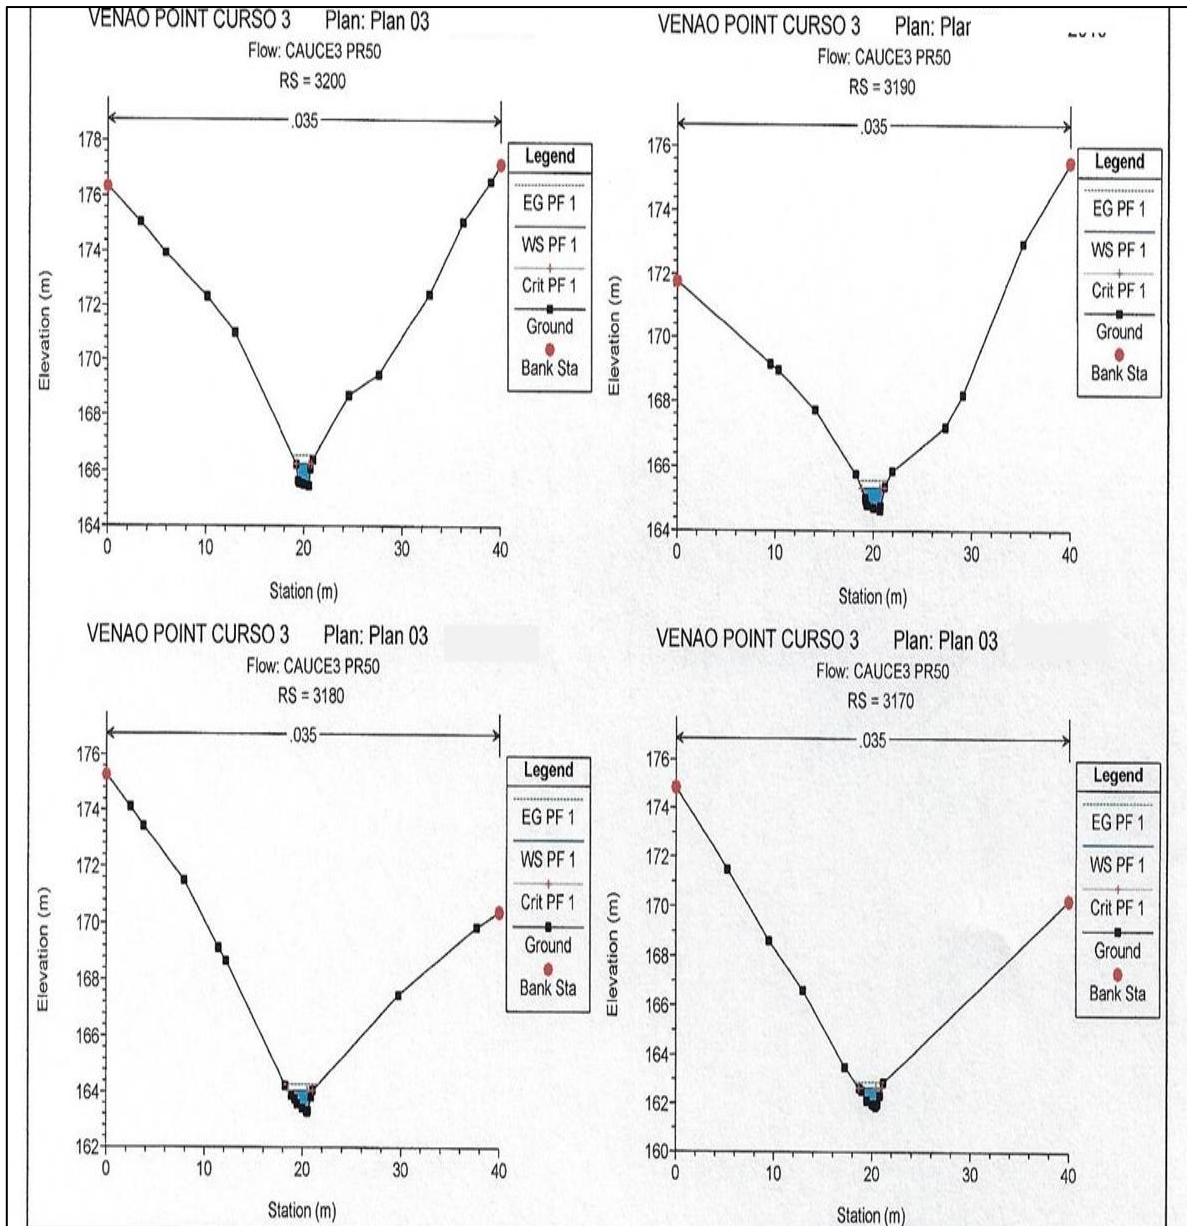 VENAO POINT CURSO 3 Plan: Plan 03
Flow: CAUCE3 PR50
RS = 3200
.035
178
176
174
172
170
168
166
164
0 10 20 30 40
Elevation (m)
Station (m)
Legend
EG PF 1
WS PF 1
Crit PF 1
Ground
Bank Sta
VENAO POINT CURSO 3 Plan: Plar
Flow: CAUCE3 PR50
RS = 3190
.035
176
174
172
170
168
166
164
0 10 20 30 40
Elevation (m)
Station (m)
Legend
EG PF 1
WS PF 1
Crit PF 1
Ground
Bank Sta
VENAO POINT CURSO 3 Plan: Plan 03
Flow: CAUCE3 PR50
RS = 3180
.035
176
174
172
170
168
166
164
162
0 10 20 30 40
Elevation (m)
Station (m)
Legend
EG PF 1
WS PF 1
Crit PF 1
Ground
Bank Sta
VENAO POINT CURSO 3 Plan: Plan 03
Flow: CAUCE3 PR50
RS = 3170
.035
176
174
172
170
168
166
164
162
160
0 10 20 30 40
Elevation (m)
Station (m)
Legend
EG PF 1
WS PF 1
Crit PF 1
Ground
Bank Sta